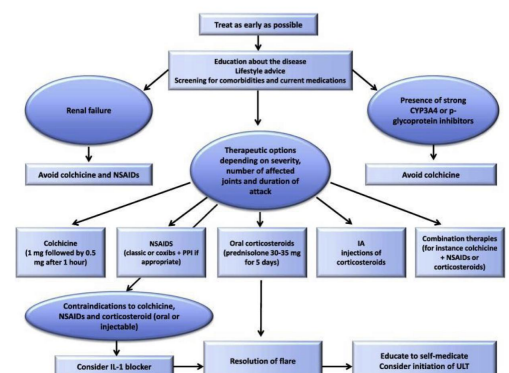 Treat as early as possible
Education about the disease
Lifestyle advice
Screening for comorbidities and current medications
Renal failure
Presence of strong
CYP3A4 or p-
glycoprotein inhibitors
Avoid colchicine and NSAIDs
Therapeutic options
depending on severity,
number of affected
joints and duration of
attack
Avoid colchicine
Colchicine
(1 mg followed by 0.5
mg after 1 hour)
NSAIDS
(classic or coxibs + PPI if
appropriate)
Oral corticosteroids
(prednisolone 30-35 mg
for 5 days)
IA
injections of
corticosteroids
Combination therapies
(for instance colchicine
+ NSAIDs or
corticosteroids)
Contraindications to colchicine,
NSAIDs and corticosteroid (oral or
injectable)
Consider IL-1 blocker
Resolution of flare
Educate to self-medicate
Consider initiation of ULT